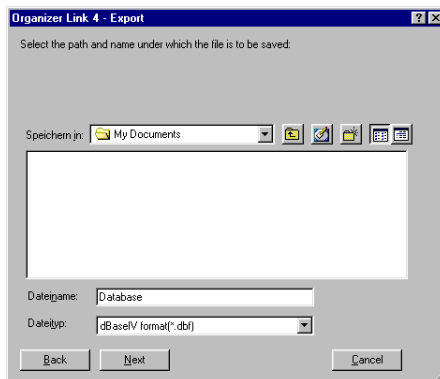 Organizer Link 4 - Export
Select the path and name under which the file is to be saved:
Speichern in: My Documents
Dateiname: Database
Dateityp: dBaseIV format(*.dbf)
Back Next Cancel